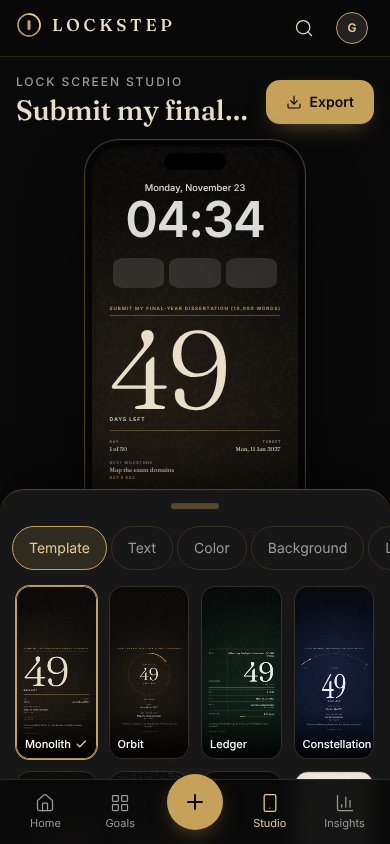 LOCKSTEP
G
LOCK SCREEN STUDIO
Submit my final...
Export
Monday, November 23
04:34
SUBMIT MY FINAL-YEAR DISSERTATION (10,000 WORDS)
49
DAYS LEFT
DAY
TARGET
1 of 50
Mon, 11 Jan 2027
NEXT MILESTONE
Map the exam domains
Template
Text
Color
Background
L
49
49
49
49
Monolith
Orbit
Ledger
Constellation
Home
Goals
Studio
Insights